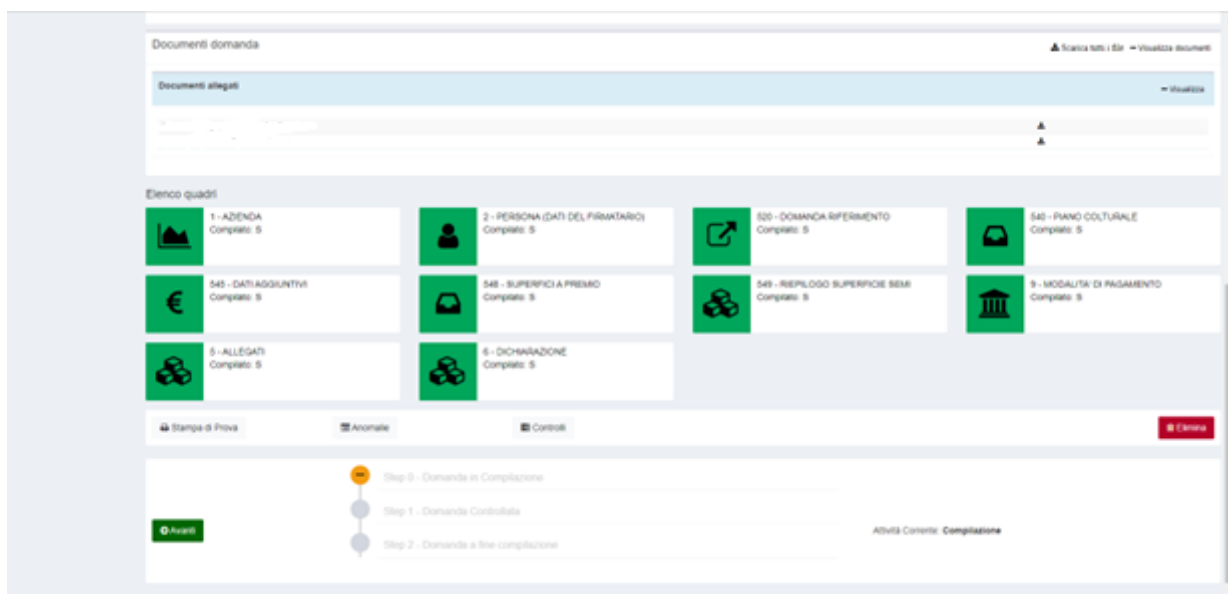 Documenti domanda
Scarica tutti i file Visualizza documenti
Documenti allegati
Visualizza
Elenco quadri
1 - AZIENDA
Compilato: S
2 - PERSONA (DATI DEL FIRMATARIO)
Compilato: S
520 - DOMANDA RIFERIMENTO
Compilato: S
540 - PIANO COLTURALE
Compilato: S
545 - DATI AGGIUNTIVI
Compilato: S
548 - SUPERFICI A PREMIO
Compilato: S
549 - RIEPILOGO SUPERFICIE SEMI
Compilato: S
9 - MODALITA' DI PAGAMENTO
Compilato: S
5 - ALLEGATI
Compilato: S
6 - DICHIARAZIONE
Compilato: S
Stampa di Prova
Anomalie
Controlli
Elimina
Step 0 - Domanda in Compilazione
Step 1 - Domanda Controllata
Avanti
Attività Corrente: Compilazione
Step 2 - Domanda a fine compilazione